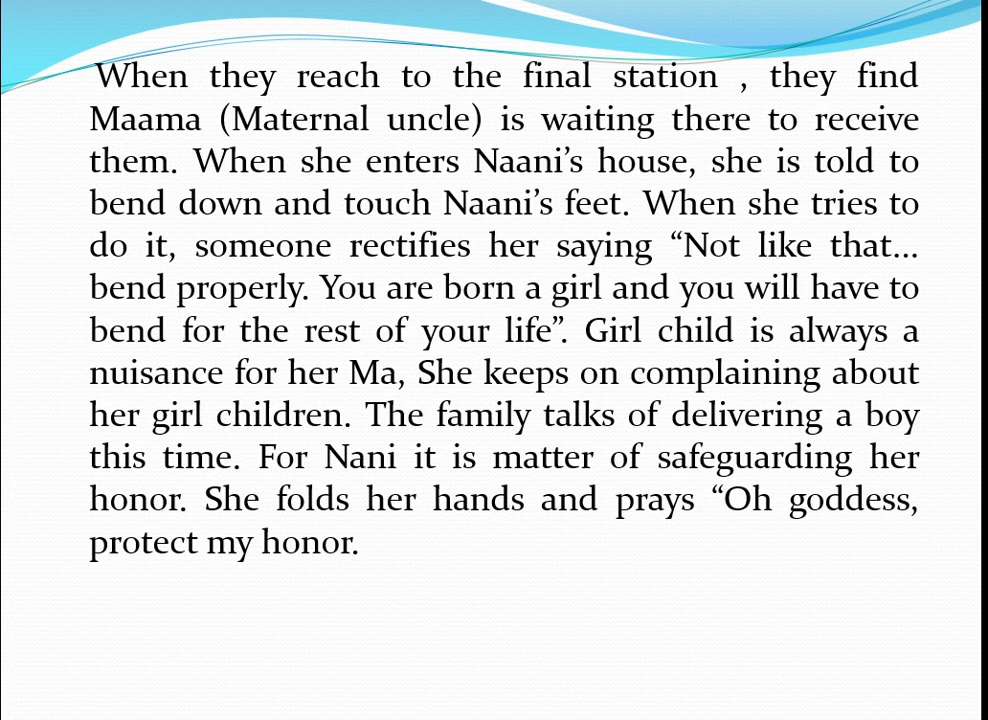 When they reach to the final station , they find
Maama (Maternal uncle) is waiting there to receive
them. When she enters Naani’s house, she is told to
bend down and touch Naani’s feet. When she tries to
do it, someone rectifies her saying “Not like that…
bend properly. You are born a girl and you will have to
bend for the rest of your life”. Girl child is always a
nuisance for her Ma, She keeps on complaining about
her girl children. The family talks of delivering a boy
this time. For Nani it is matter of safeguarding her
honor. She folds her hands and prays “Oh goddess,
protect my honor.